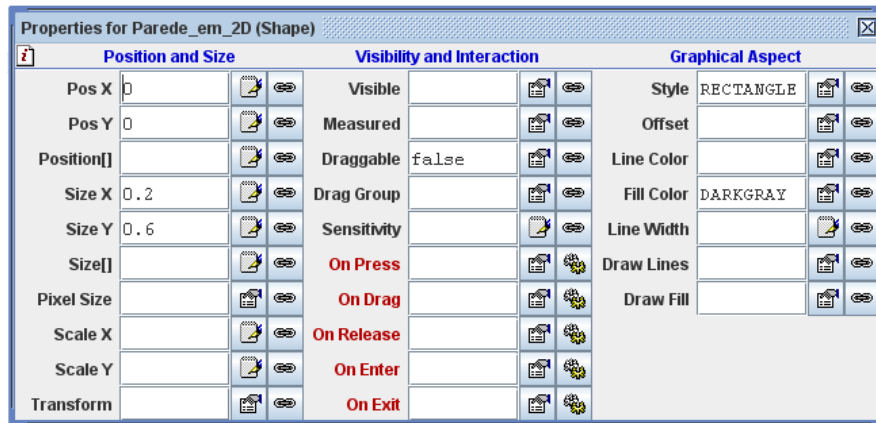 Properties for Parede_em_2D (Shape)
Position and Size Visibility and Interaction Graphical Aspect
Pos X 0 Visible Style RECTANGLE
Pos Y 0 Measured Offset
Position[] Draggable false Line Color
Size X 0.2 Drag Group Fill Color DARKGRAY
Size Y 0.6 Sensitivity Line Width
Size[] On Press Draw Lines
Pixel Size On Drag Draw Fill
Scale X On Release
Scale Y On Enter
Transform On Exit